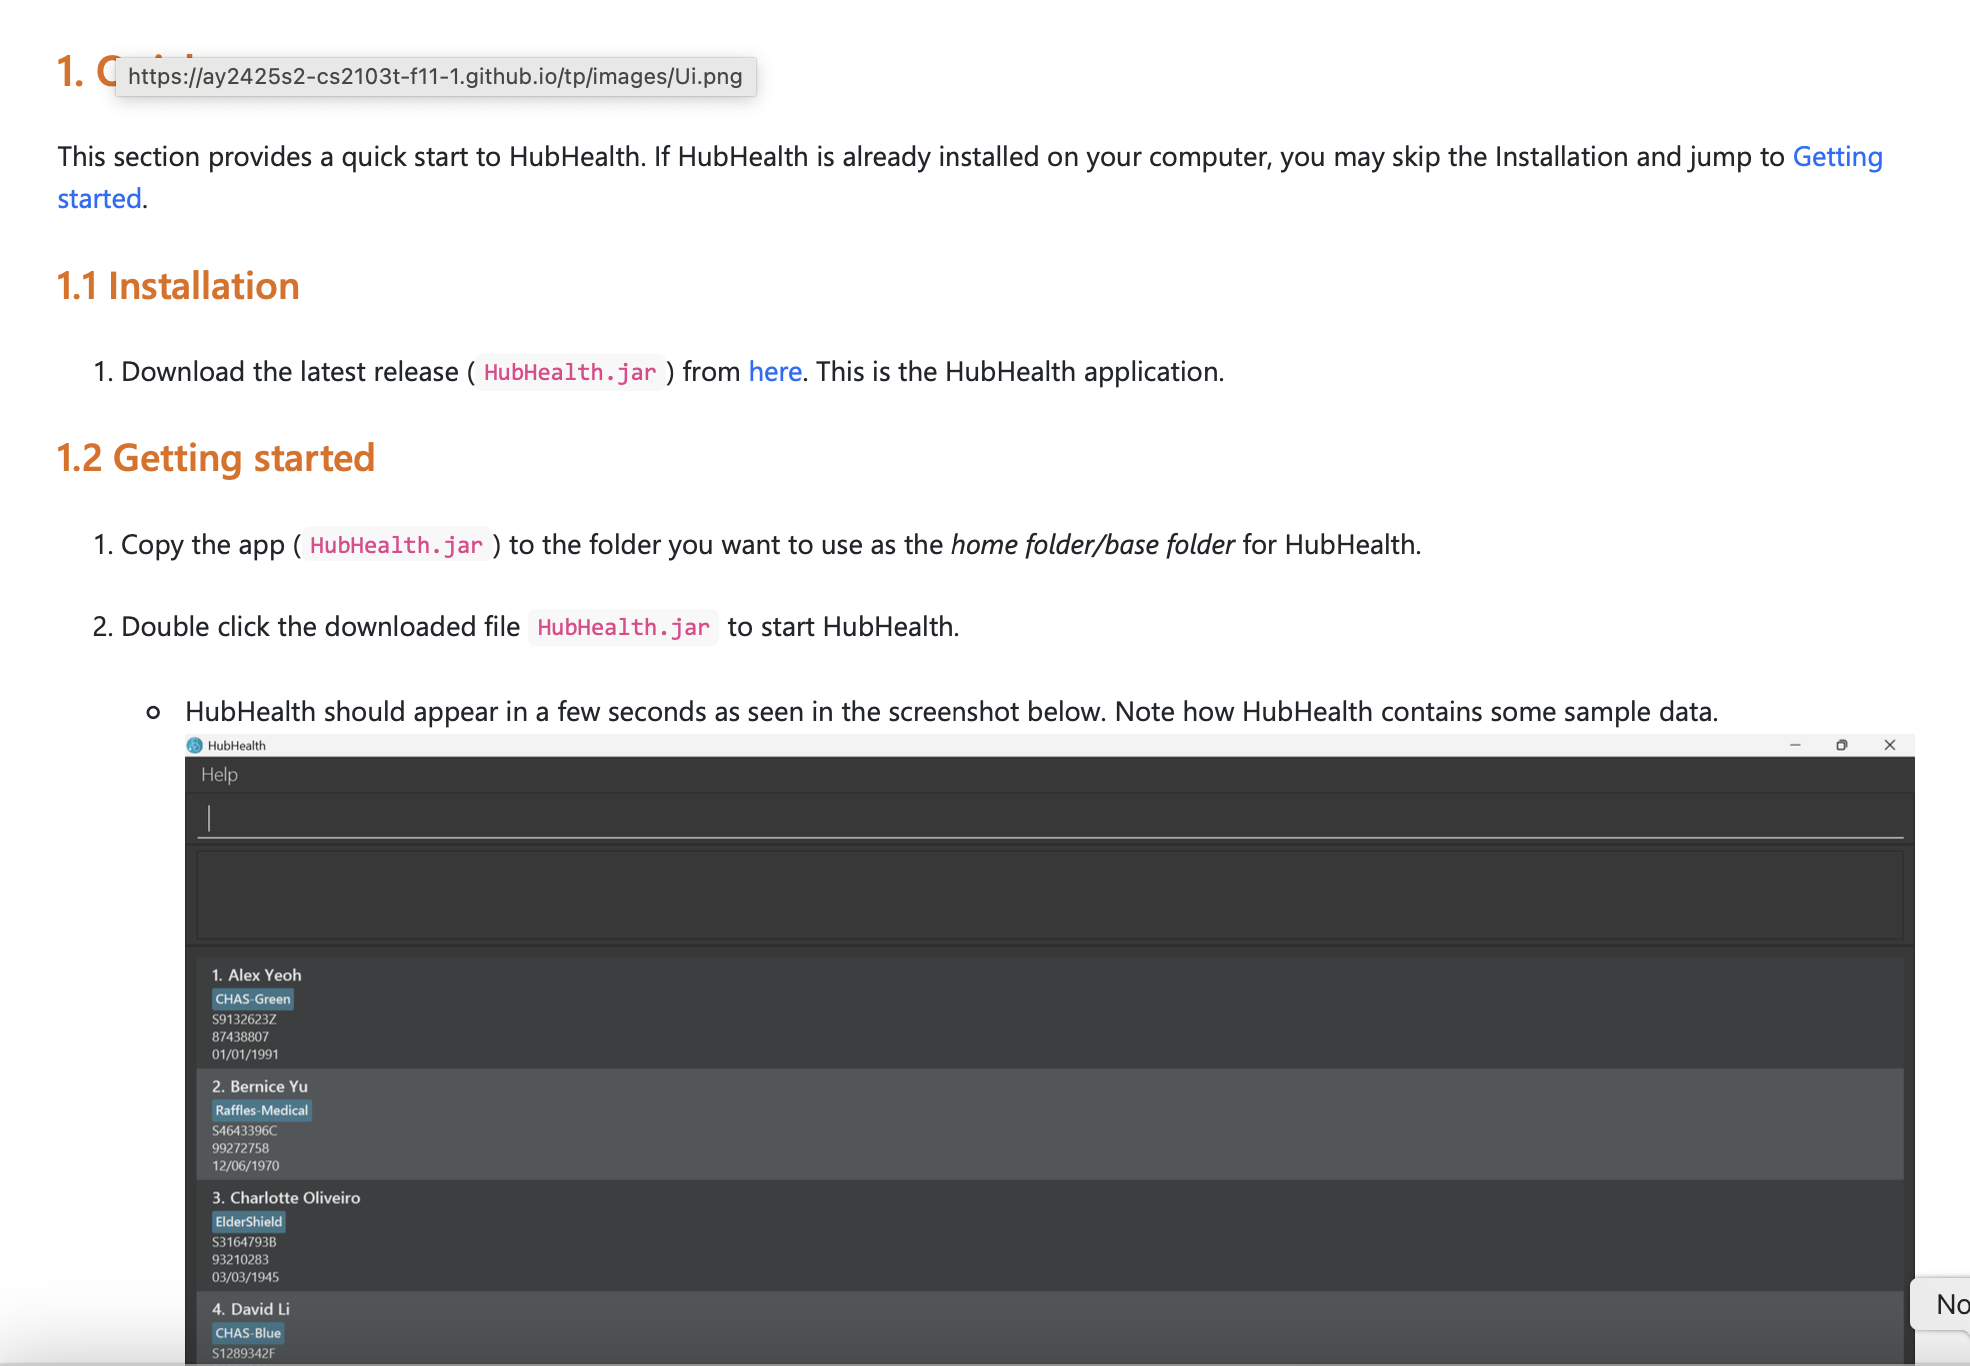 1.
https://ay2425s2-cs2103t-f11-1.github.io/tp/images/Ui.png
This section provides a quick start to HubHealth. If HubHealth is already installed on your computer, you may skip the Installation and jump to Getting
started.
1.1 Installation
1. Download the latest release ( HubHealth.jar ) from here. This is the HubHealth application.
1.2 Getting started
1. Copy the app ( HubHealth.jar ) to the folder you want to use as the home folder/base folder for HubHealth.
2. Double click the downloaded file HubHealth.jar to start HubHealth.
HubHealth should appear in a few seconds as seen in the screenshot below. Note how HubHealth contains some sample data.
HubHealth
Help
1. Alex Yeoh
CHAS-Green
S9132623Z
87438807
01/01/1991
2. Bernice Yu
Raffles-Medical
S4643396C
99272758
12/06/1970
3. Charlotte Oliveiro
ElderShield
S3164793B
93210283
03/03/1945
4. David Li
CHAS-Blue
S1289342F
No